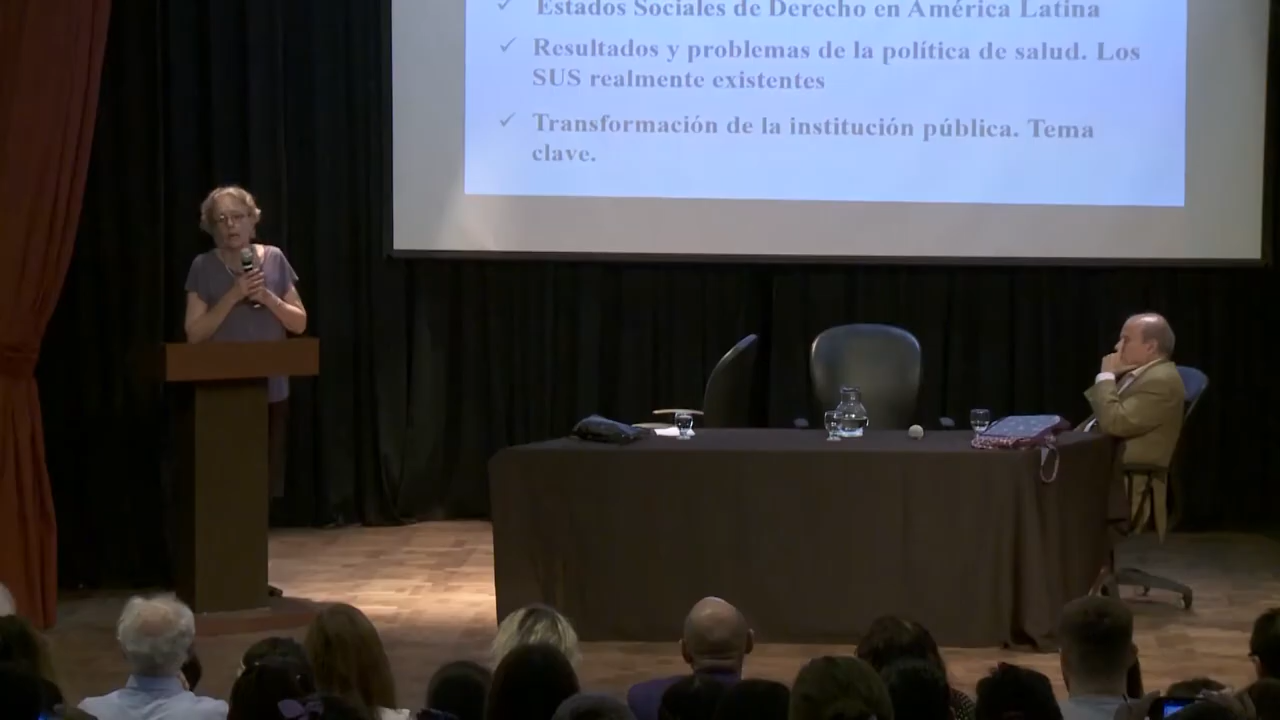 Estados Sociales de Derecho en América Latina
Resultados y problemas de la política de salud. Los
SUS realmente existentes
Transformación de la institución pública. Tema
clave.